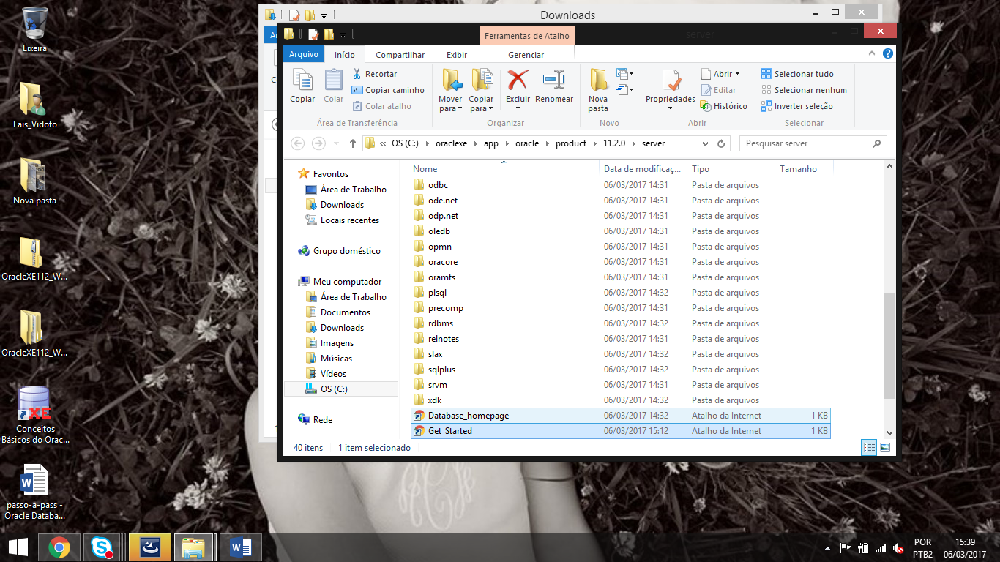 Lixeira
Lais_Vidoto
Nova pasta
OracleXE112_W...
OracleXE112_W...
XE
Conceitos
Básicos do Orac...
passo-a-pass -
Oracle Databa...
Downloads
server
Ferramentas de Atalho
Arquivo
Início
Compartilhar
Exibir
Gerenciar
Copiar
Colar
Recortar
Copiar caminho
Colar atalho
Área de Transferência
Mover
para
Copiar
para
Excluir
Renomear
Organizar
Nova
pasta
Novo
Propriedades
Abrir
Editar
Histórico
Abrir
Selecionar tudo
Selecionar nenhum
Inverter seleção
Selecionar
« OS (C:) oraclexe app oracle product 11.2.0 server
Pesquisar server
Favoritos
Área de Trabalho
Downloads
Locais recentes
Grupo doméstico
Meu computador
Área de Trabalho
Documentos
Downloads
Imagens
Músicas
Vídeos
OS (C:)
Rede
Nome Data de modificaç... Tipo Tamanho
odbc 06/03/2017 14:31 Pasta de arquivos
ode.net 06/03/2017 14:31 Pasta de arquivos
odp.net 06/03/2017 14:31 Pasta de arquivos
oledb 06/03/2017 14:31 Pasta de arquivos
opmn 06/03/2017 14:31 Pasta de arquivos
oracore 06/03/2017 14:31 Pasta de arquivos
oramts 06/03/2017 14:31 Pasta de arquivos
plsql 06/03/2017 14:32 Pasta de arquivos
precomp 06/03/2017 14:31 Pasta de arquivos
rdbms 06/03/2017 14:32 Pasta de arquivos
relnotes 06/03/2017 14:31 Pasta de arquivos
slax 06/03/2017 14:32 Pasta de arquivos
sqlplus 06/03/2017 14:32 Pasta de arquivos
srvm 06/03/2017 14:31 Pasta de arquivos
xdk 06/03/2017 14:32 Pasta de arquivos
Database_homepage 06/03/2017 14:32 Atalho da Internet 1 KB
Get_Started 06/03/2017 15:12 Atalho da Internet 1 KB
40 itens 1 item selecionado
POR
PTB2
15:39
06/03/2017